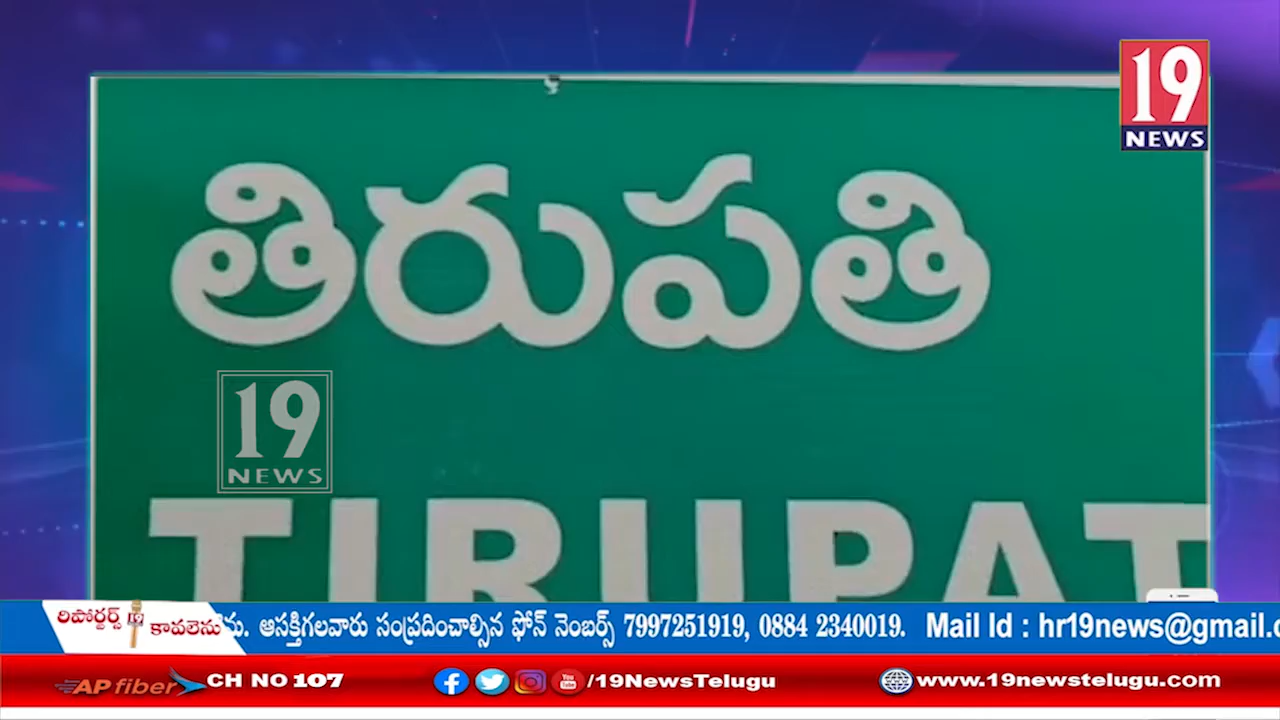 19
NEWS
తిరుపతి
19
NEWS
TIRUPAT
రిపోర్టర్స్ 19 కావలెను
ను. ఆసక్తిగలవారు సంప్రదించాల్సిన ఫోన్ నెంబర్స్ 7997251919, 0884 2340019. Mail Id : hr19news@gmail.c
AP fiber CH NO 107 /19NewsTelugu www.19newstelugu.com